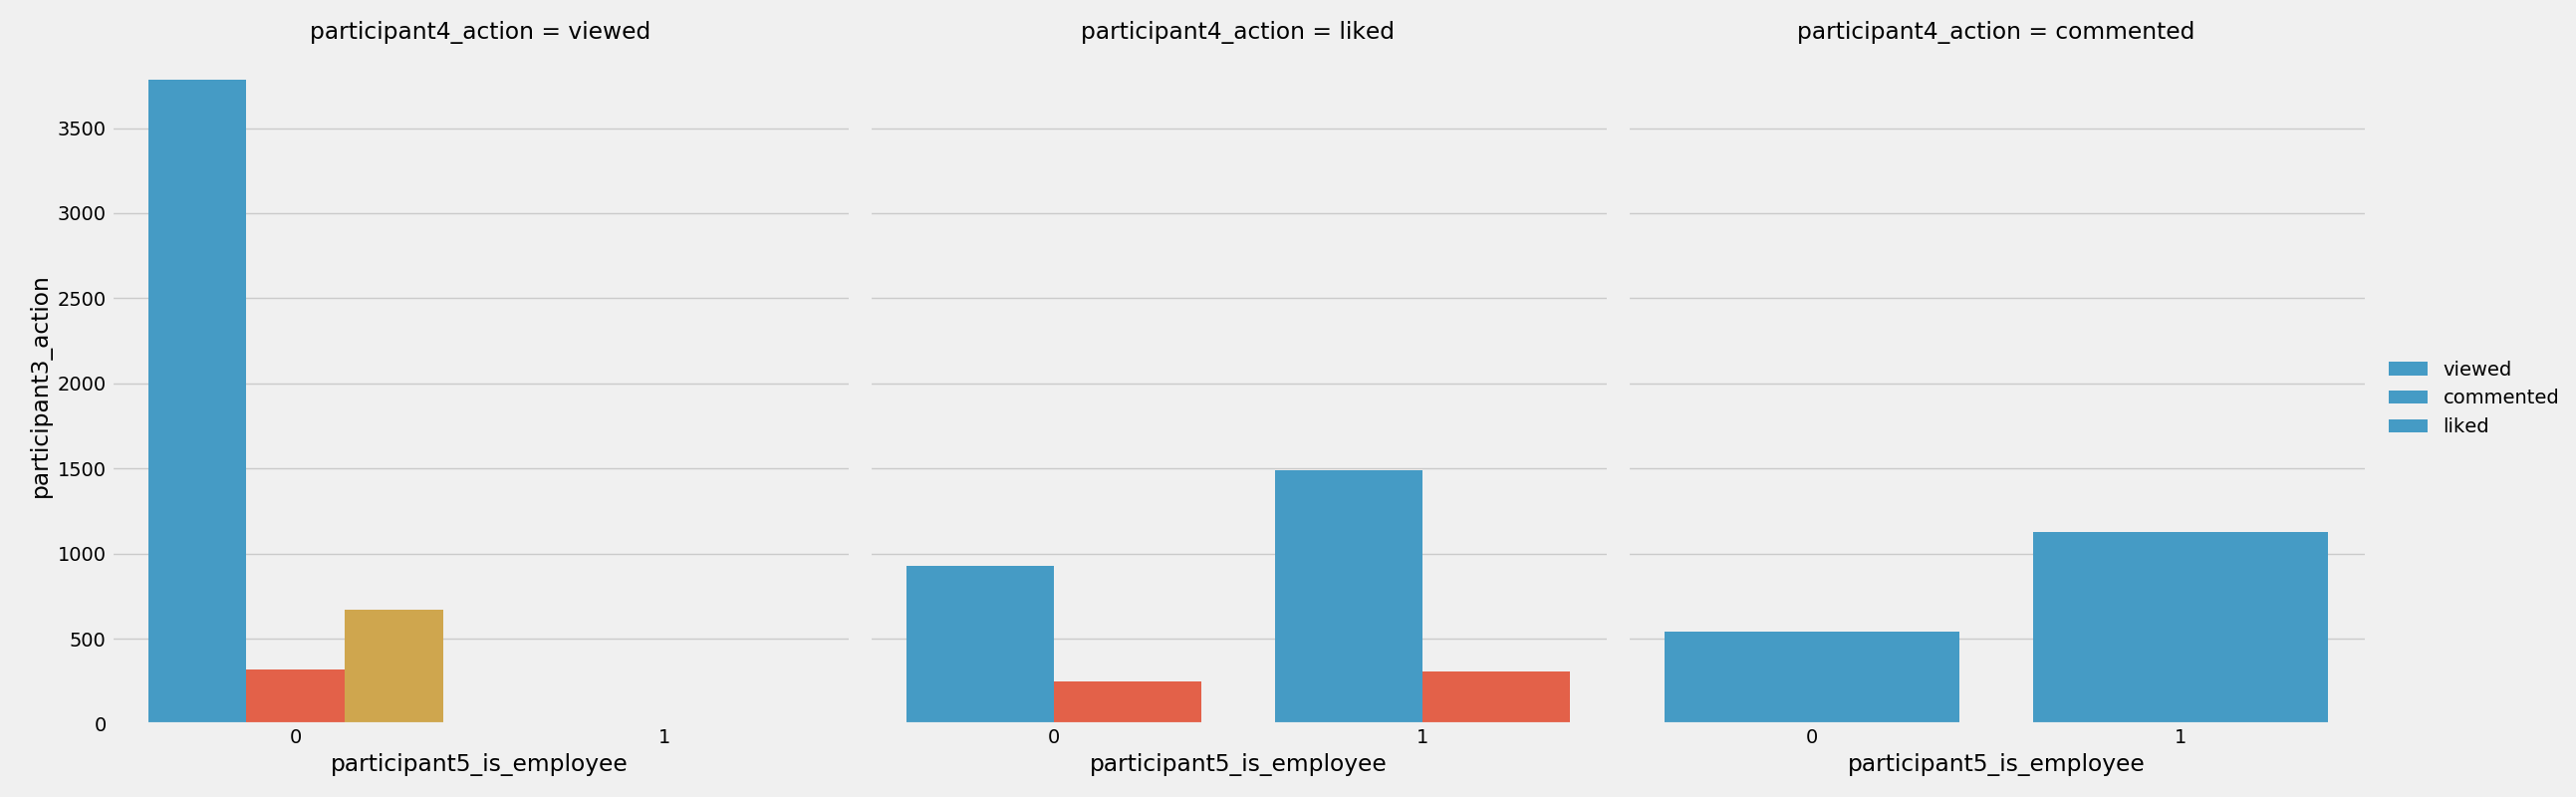 participant4_action = viewed
participant4_action = liked
participant4_action = commented
participant3_action
3500
3000
2500
2000
1500
1000
500
0
0
1
0
1
0
1
participant5_is_employee
participant5_is_employee
participant5_is_employee
viewed
commented
liked